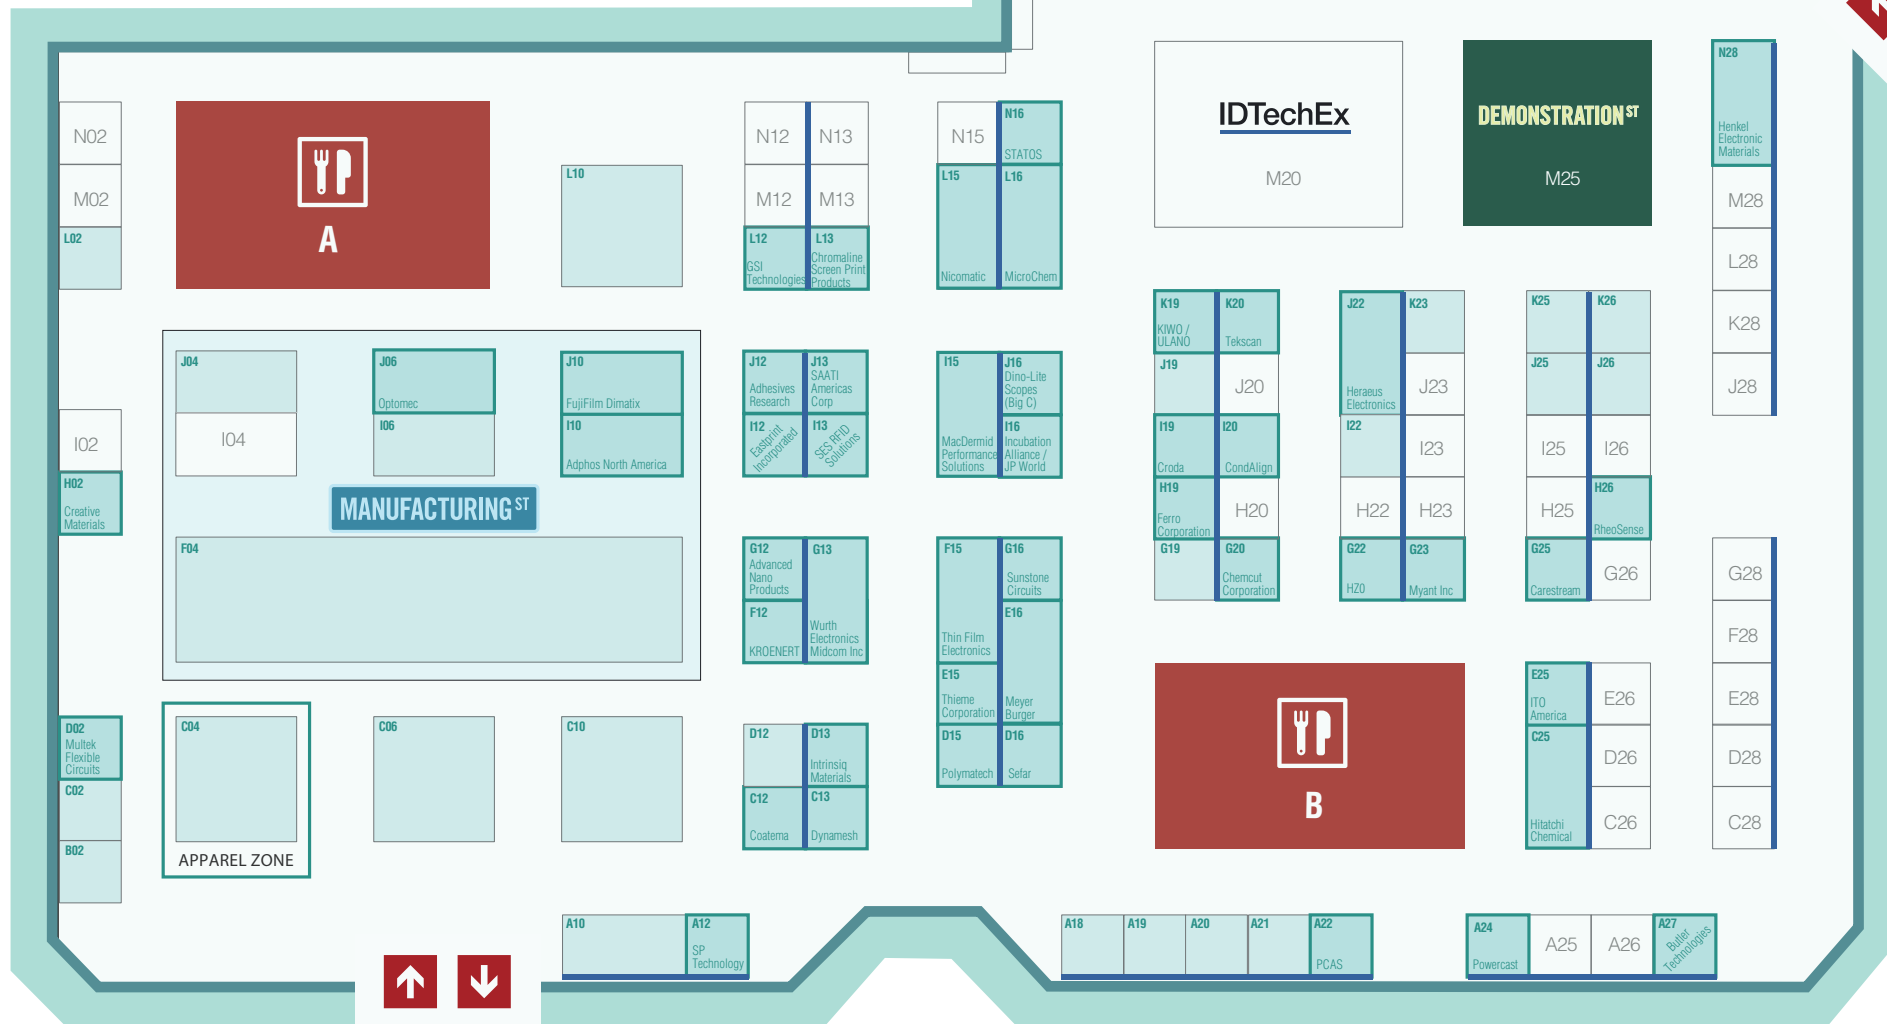 N02
M02
L02
I02
H02
Creative
Materials
D02
Multek
Flexible
Circuits
C02
B02
A
L10
J04
I04
J06
Optomec
I06
J10
FujiFilm Dimatix
I10
Adphos North America
MANUFACTURING ST
F04
C04
APPAREL ZONE
C06
C10
A10
A12
SP
Technology
N12
N13
M12
M13
L12
GSI
Technologies
L13
Chromaline
Screen Print
Products
J12
Adhesives
Research
J13
SAATI
Americas
Corp
I12
Eastprint
Incorporated
I13
SES RFID
Solutions
G12
Advanced
Nano
Products
G13
Wurth
Electronics
Midcom Inc
F12
KROENERT
D12
D13
Intrinsiq
Materials
C12
Coatema
C13
Dynamesh
N15
N16
STATOS
L15
Nicomatic
L16
MicroChem
I15
MacDermid
Performance
Solutions
J16
Dino-Lite
Scopes
(Big C)
I16
Incubation
Alliance /
JP World
F15
Thin Film
Electronics
G16
Sunstone
Circuits
E16
Meyer
Burger
E15
Thieme
Corporation
D15
Polymatech
D16
Sefar
IDTechEx
M20
DEMONSTRATION ST
M25
K19
KIWO /
ULANO
K20
Tekscan
J19
J20
I19
Croda
I20
CondAlign
H19
Ferro
Corporation
H20
G19
G20
Chemcut
Corporation
J22
Heraeus
Electronics
K23
J23
I22
I23
H22
H23
G22
HZ0
G23
Myant Inc
K25
K26
J25
J26
I25
I26
H25
H26
RheoSense
G25
Carestream
G26
B
E25
ITO
America
E26
C25
Hitatchi
Chemical
D26
C26
N28
Henkel
Electronic
Materials
M28
L28
K28
J28
G28
F28
E28
D28
C28
A18
A19
A20
A21
A22
PCAS
A24
Powercast
A25
A26
A27
Butler
Technologies